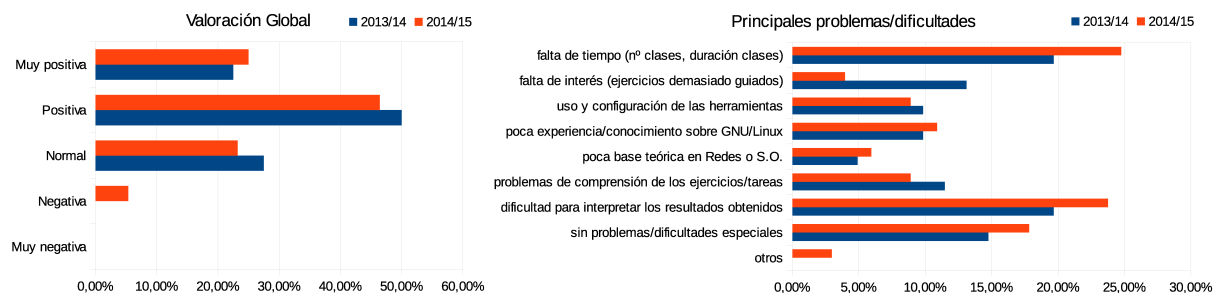 Valoración Global
2013/14
2014/15
Muy positiva
Positiva
Normal
Negativa
Muy negativa
0,00% 10,00% 20,00% 30,00% 40,00% 50,00% 60,00%
Principales problemas/dificultades
2013/14
2014/15
falta de tiempo (nº clases, duración clases)
falta de interés (ejercicios demasiado guiados)
uso y configuración de las herramientas
poca experiencia/conocimiento sobre GNU/Linux
poca base teórica en Redes o S.O.
problemas de comprensión de los ejercicios/tareas
dificultad para interpretar los resultados obtenidos
sin problemas/dificultades especiales
otros
0,00% 5,00% 10,00% 15,00% 20,00% 25,00% 30,00%